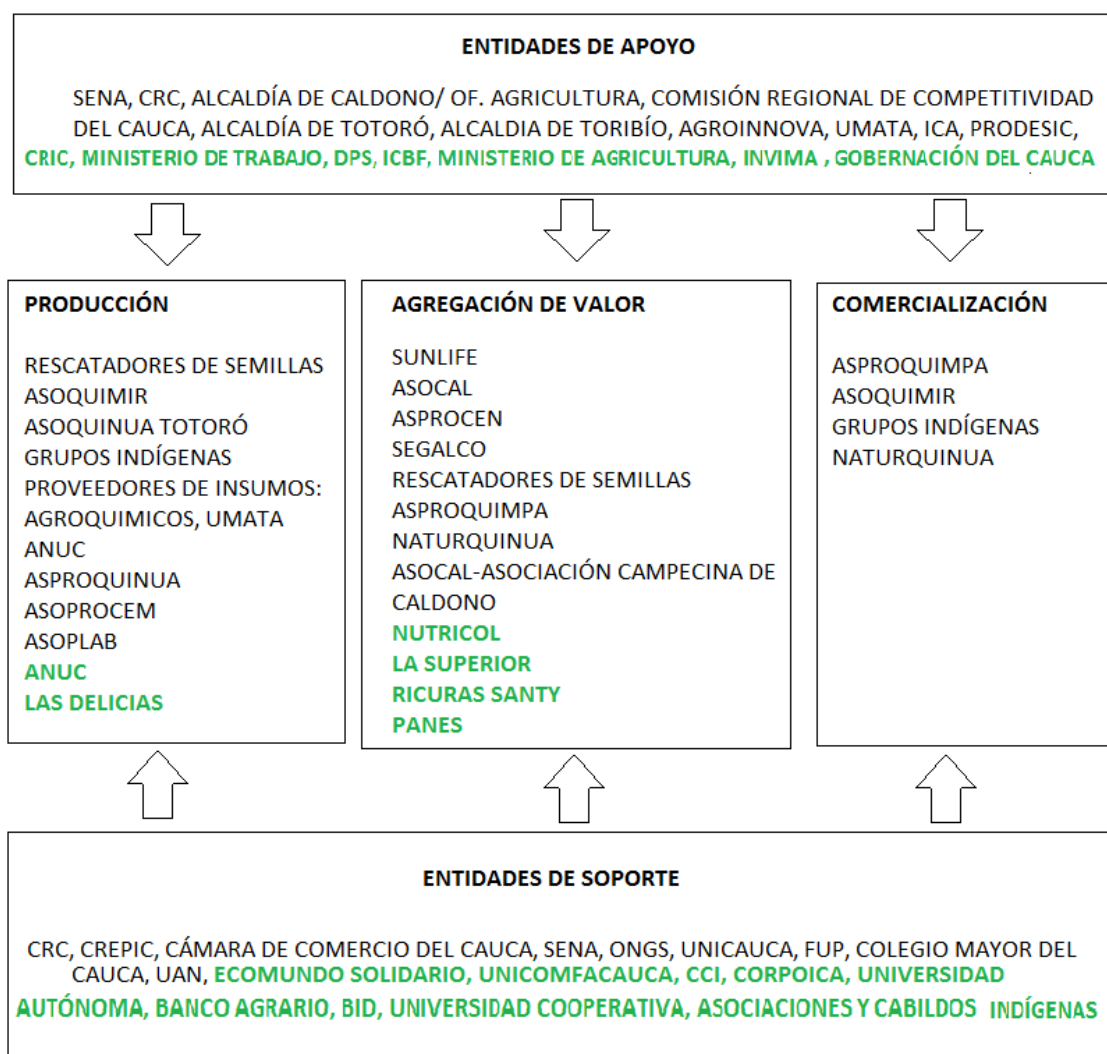 ENTIDADES DE APOYO
SENA, CRC, ALCALDÍA DE CALDONO/ OF. AGRICULTURA, COMISIÓN REGIONAL DE COMPETITIVIDAD
DEL CAUCA, ALCALDÍA DE TOTORÓ, ALCALDIA DE TORIBÍO, AGROINNOVA, UMATA, ICA, PRODESIC,
CRIC, MINISTERIO DE TRABAJO, DPS, ICBF, MINISTERIO DE AGRICULTURA, INVIMA , GOBERNACIÓN DEL CAUCA
PRODUCCIÓN
RESCATADORES DE SEMILLAS
ASOQUIMIR
ASOQUINUA TOTORÓ
GRUPOS INDÍGENAS
PROVEEDORES DE INSUMOS:
AGROQUIMICOS, UMATA
ANUC
ASPROQUINUA
ASOPROCEM
ASOPLAB
ANUC
LAS DELICIAS
AGREGACIÓN DE VALOR
SUNLIFE
ASOCAL
ASPROCEN
SEGALCO
RESCATADORES DE SEMILLAS
ASPROQUIMPA
NATURQUINUA
ASOCAL-ASOCIACIÓN CAMPECINA DE
CALDONO
NUTRICOL
LA SUPERIOR
RICURAS SANTY
PANES
COMERCIALIZACIÓN
ASPROQUIMPA
ASOQUIMIR
GRUPOS INDÍGENAS
NATURQUINUA
ENTIDADES DE SOPORTE
CRC, CREPIC, CÁMARA DE COMERCIO DEL CAUCA, SENA, ONGS, UNICAUCA, FUP, COLEGIO MAYOR DEL
CAUCA, UAN, ECOMUNDO SOLIDARIO, UNICOMFACAUCA, CCI, CORPOICA, UNIVERSIDAD
AUTÓNOMA, BANCO AGRARIO, BID, UNIVERSIDAD COOPERATIVA, ASOCIACIONES Y CABILDOS INDÍGENAS